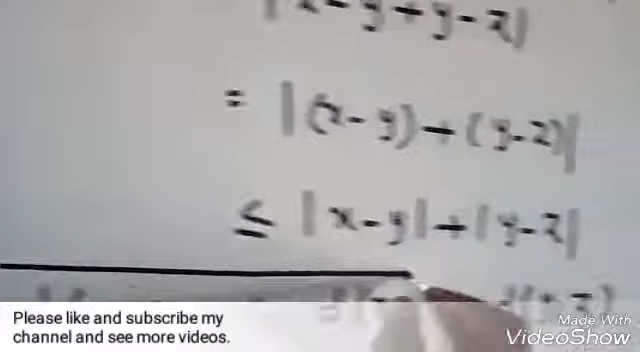 |x-y+y-z|
= |(x-y)+(y-z)|
≤ |x-y|+|y-z|
Please like and subscribe my
channel and see more videos.
Made With
VideoShow